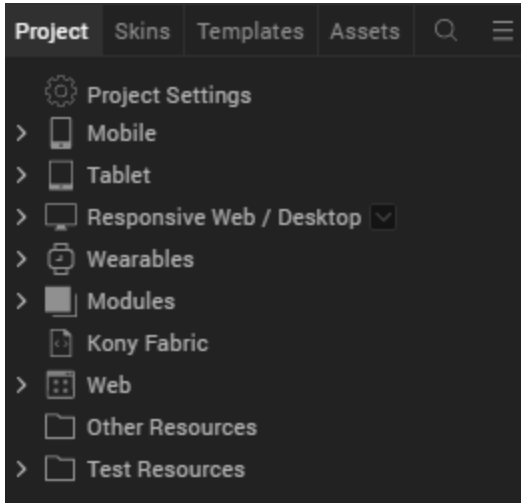 Project Skins Templates Assets
Project Settings
Mobile
Tablet
Responsive Web / Desktop
Wearables
Modules
Kony Fabric
Web
Other Resources
Test Resources